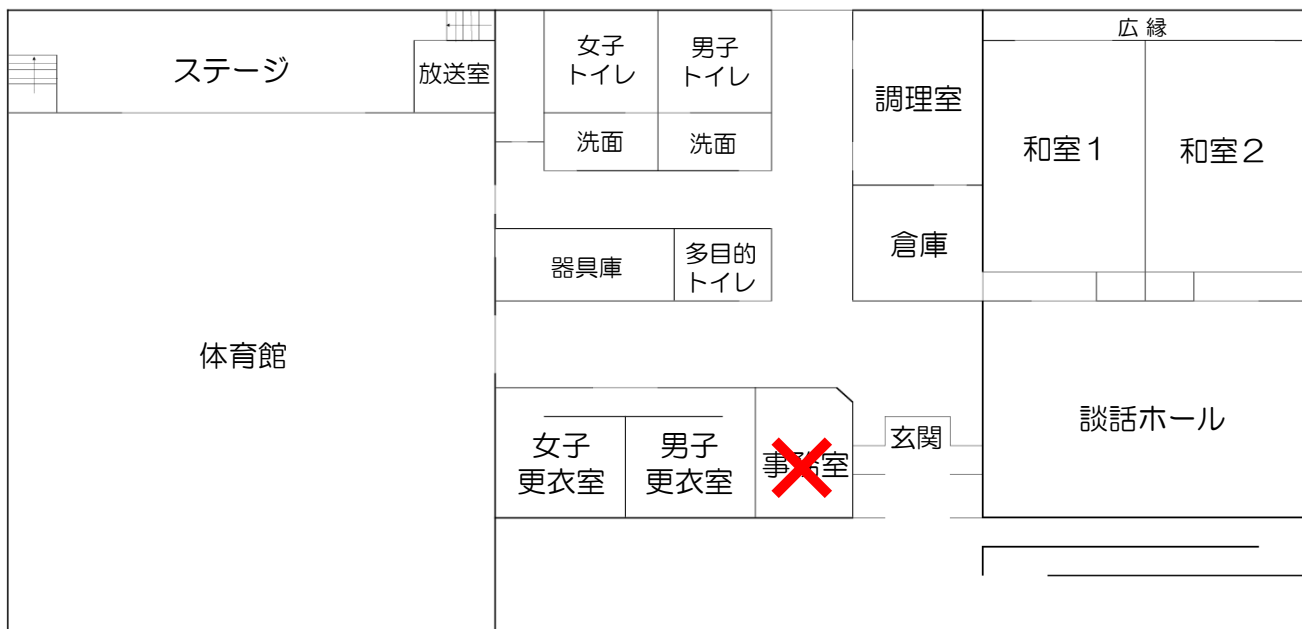 広縁
ステージ
放送室
女子
トイレ
男子
トイレ
調理室
洗面
洗面
和室1
和室2
器具庫
多目的
トイレ
倉庫
体育館
談話ホール
女子
更衣室
男子
更衣室
事務室
玄関